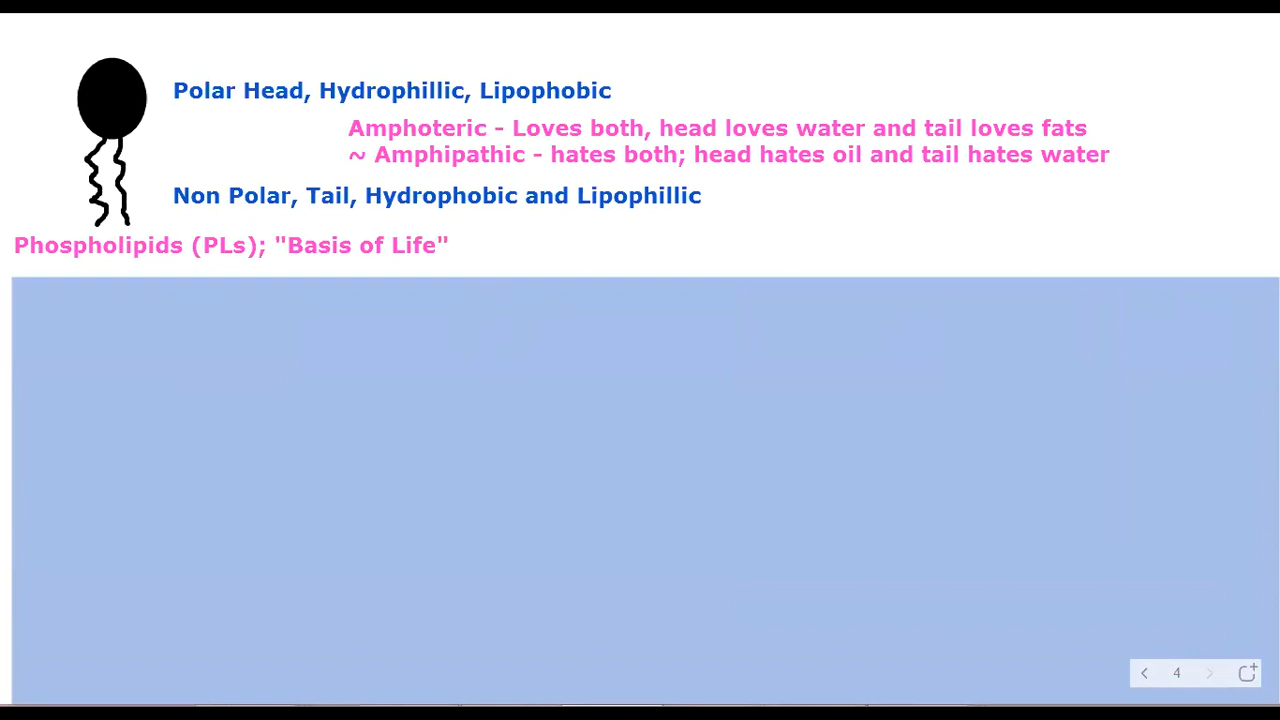 Polar Head, Hydrophillic, Lipophobic
Amphoteric - Loves both, head loves water and tail loves fats
~ Amphipathic - hates both; head hates oil and tail hates water
Non Polar, Tail, Hydrophobic and Lipophillic
Phospholipids (PLs); "Basis of Life"
4